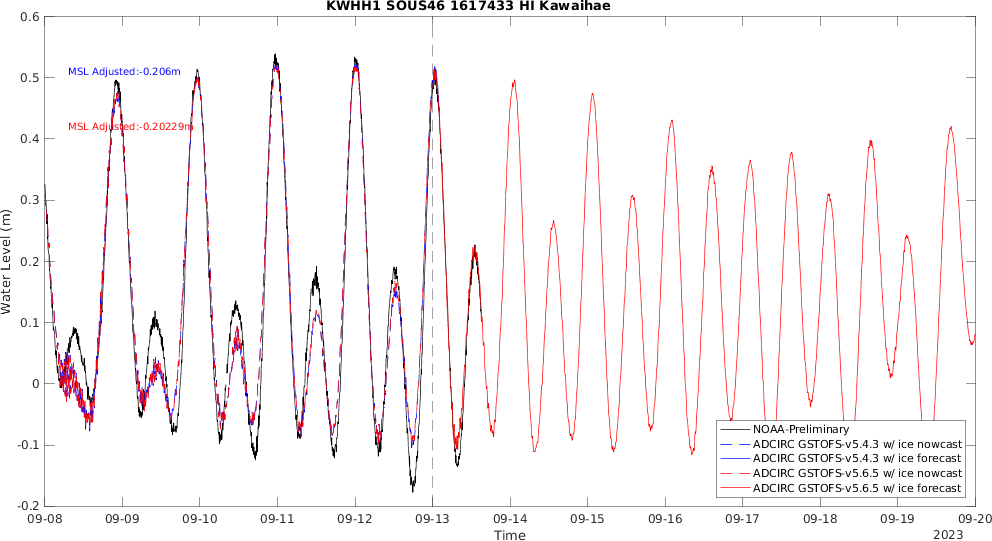 KWHH1 SOUS46 1617433 HI Kawaihae
0.6
0.5
0.4
0.3
0.2
0.1
0
-0.1
-0.2
Water Level (m)
MSL Adjusted:-0.206m
MSL Adjusted:-0.20229m
NOAA-Preliminary
ADCIRC GSTOFS-v5.4.3 w/ ice nowcast
ADCIRC GSTOFS-v5.4.3 w/ ice forecast
ADCIRC GSTOFS-v5.6.5 w/ ice nowcast
ADCIRC GSTOFS-v5.6.5 w/ ice forecast
09-08 09-09 09-10 09-11 09-12 09-13 09-14 09-15 09-16 09-17 09-18 09-19 09-20
Time
2023